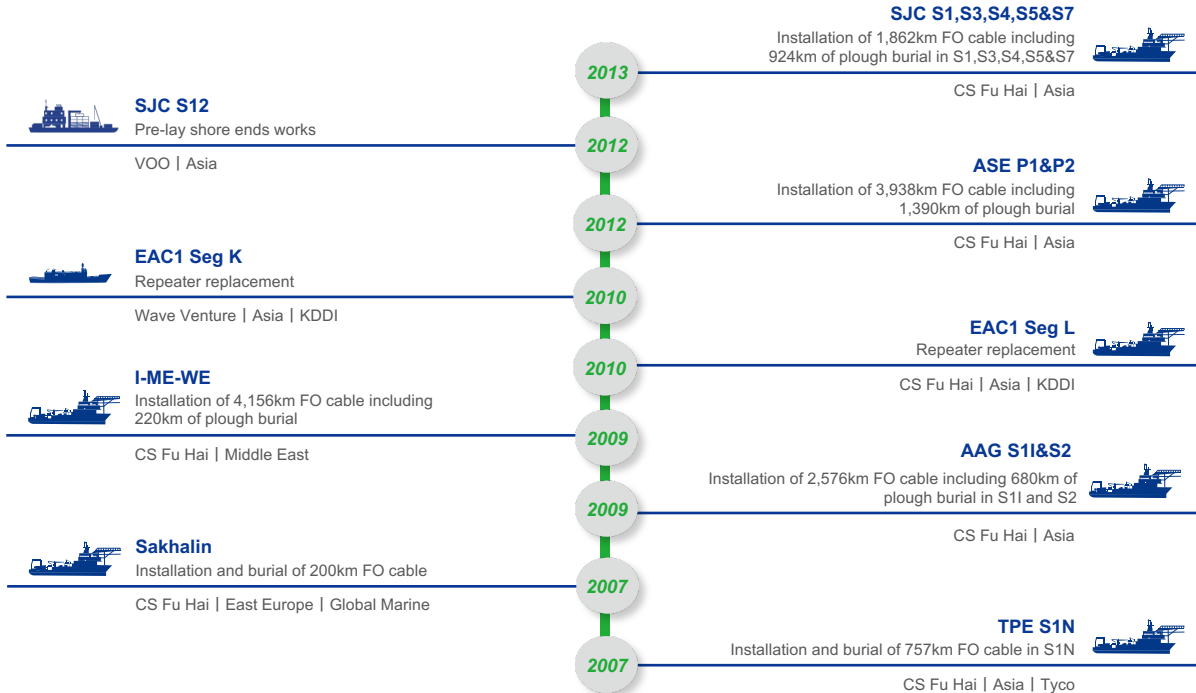 SJC S1,S3,S4,S5&S7
Installation of 1,862km FO cable including
924km of plough burial in S1,S3,S4,S5&S7
2013
CS Fu Hai | Asia
SJC S12
Pre-lay shore ends works
2012
VOO | Asia
ASE P1&P2
Installation of 3,938km FO cable including
1,390km of plough burial
2012
CS Fu Hai | Asia
EAC1 Seg K
Repeater replacement
2010
Wave Venture | Asia | KDDI
EAC1 Seg L
Repeater replacement
2010
CS Fu Hai | Asia | KDDI
I-ME-WE
Installation of 4,156km FO cable including
220km of plough burial
2009
CS Fu Hai | Middle East
AAG S1I&S2
Installation of 2,576km FO cable including 680km of
plough burial in S1I and S2
2009
CS Fu Hai | Asia
Sakhalin
Installation and burial of 200km FO cable
2007
CS Fu Hai | East Europe | Global Marine
TPE S1N
Installation and burial of 757km FO cable in S1N
2007
CS Fu Hai | Asia | Tyco